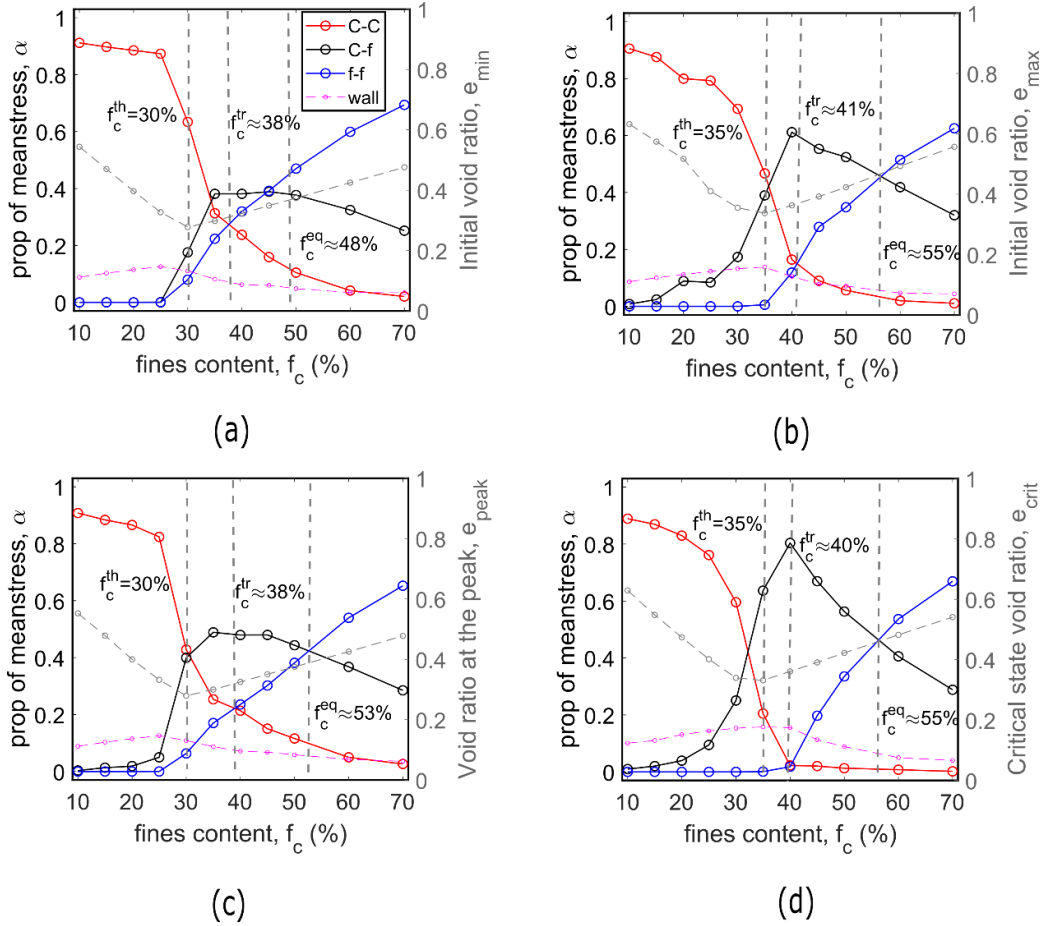 C-C
C-f
f-f
wall
f_c^th=30%
f_c^tr≈38%
f_c^eq≈48%
1
0.8
0.6
0.4
0.2
0
1
0.8
0.6
0.4
0.2
0
10 20 30 40 50 60 70
prop of meanstress, α
Initial void ratio, e_min
fines content, f_c (%)
(a)
f_c^th=35%
f_c^tr≈41%
f_c^eq≈55%
1
0.8
0.6
0.4
0.2
0
1
0.8
0.6
0.4
0.2
0
10 20 30 40 50 60 70
prop of meanstress, α
Initial void ratio, e_max
fines content, f_c (%)
(b)
f_c^th=30%
f_c^tr≈38%
f_c^eq≈53%
1
0.8
0.6
0.4
0.2
0
1
0.8
0.6
0.4
0.2
0
10 20 30 40 50 60 70
prop of meanstress, α
Void ratio at the peak, e_peak
fines content, f_c (%)
(c)
f_c^th=35%
f_c^tr≈40%
f_c^eq≈55%
1
0.8
0.6
0.4
0.2
0
1
0.8
0.6
0.4
0.2
0
10 20 30 40 50 60 70
prop of meanstress, α
Critical state void ratio, e_crit
fines content, f_c (%)
(d)